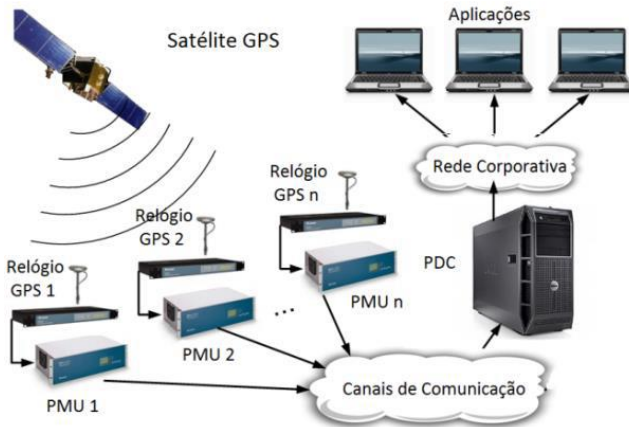 Satélite GPS
Aplicações
Rede Corporativa
Relógio
GPS n
Relógio
GPS 2
Relógio
GPS 1
PDC
PMU n
...
PMU 2
PMU 1
Canais de Comunicação